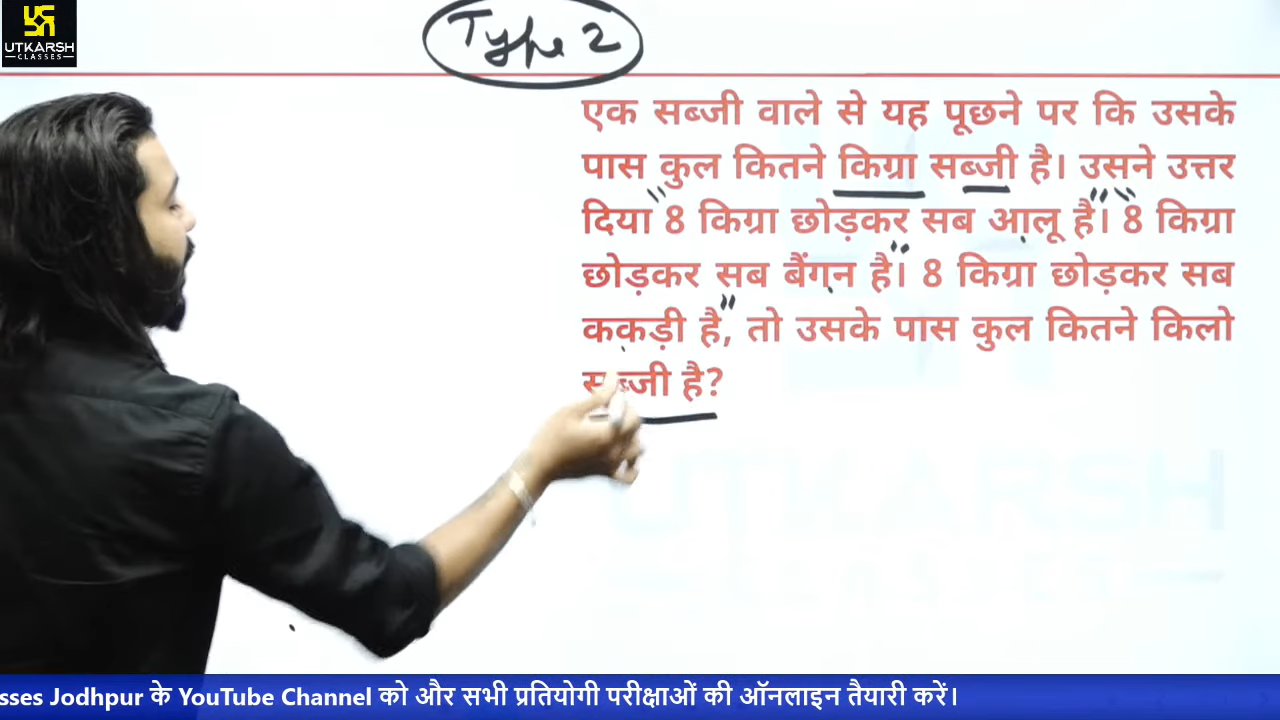 UTKARSH
CLASSES
Type 2
एक सब्जी वाले से यह पूछने पर कि उसके
पास कुल कितने किग्रा सब्जी है। उसने उत्तर
दिया "8 किग्रा छोड़कर सब आलू है"। "8 किग्रा
छोड़कर सब बैंगन है"। 8 किग्रा छोड़कर सब
ककड़ी है", तो उसके पास कुल कितने किलो
सब्जी है?
UTKARSH
CLASSES
sses Jodhpur के YouTube Channel को और सभी प्रतियोगी परीक्षाओं की ऑनलाइन तैयारी करें।